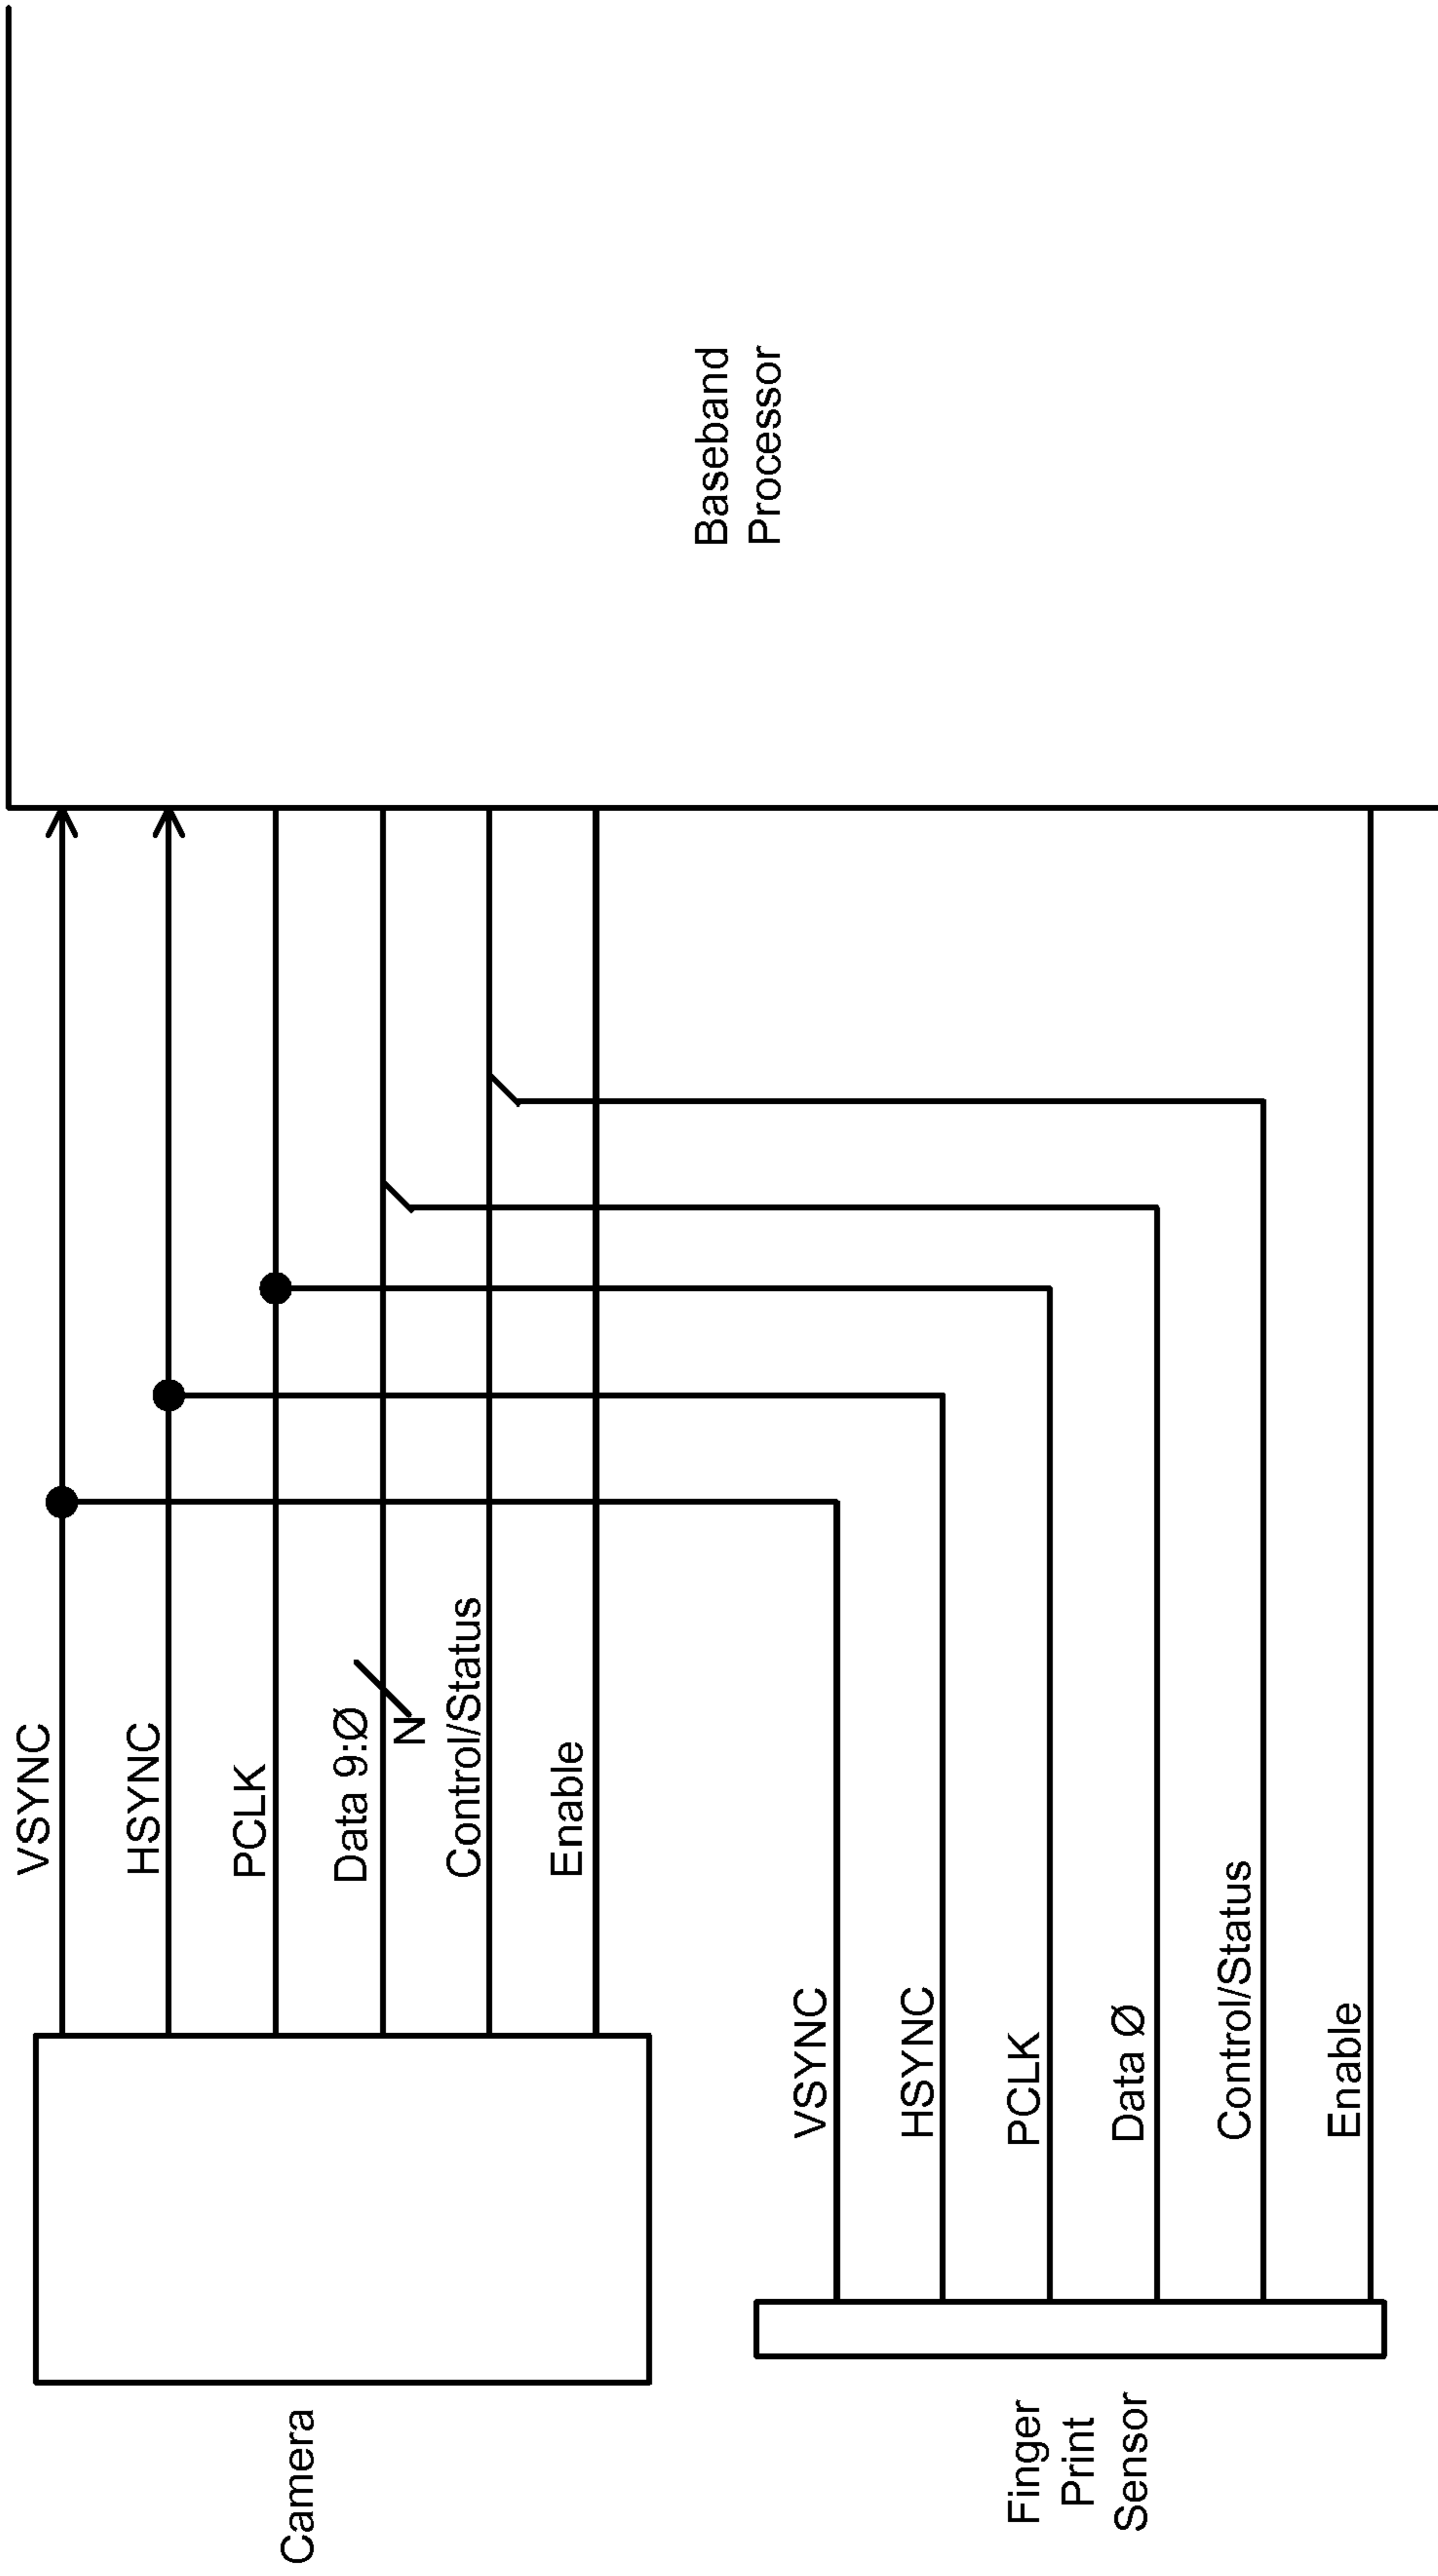 VSYNC
HSYNC
PCLK
Data 9:Ø
N
Control/Status
Enable
Camera
Baseband
Processor
VSYNC
HSYNC
PCLK
Data Ø
Control/Status
Enable
Finger
Print
Sensor